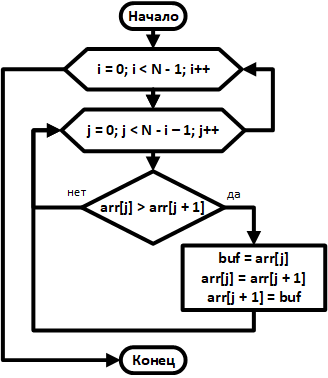 Начало
i = 0; i < N - 1; i++
j = 0; j < N - i – 1; j++
нет
да
arr[j] > arr[j + 1]
buf = arr[j]
arr[j] = arr[j + 1]
arr[j + 1] = buf
Конец